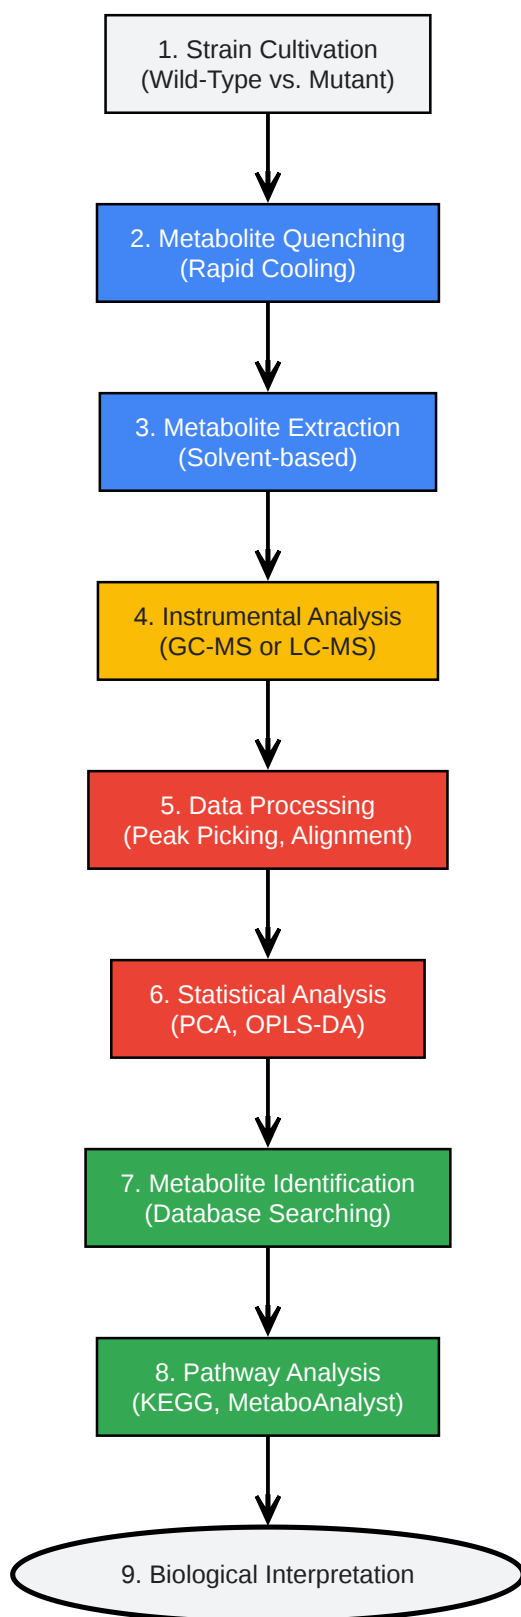 1. Strain Cultivation
(Wild-Type vs. Mutant)
2. Metabolite Quenching
(Rapid Cooling)
3. Metabolite Extraction
(Solvent-based)
4. Instrumental Analysis
(GC-MS or LC-MS)
5. Data Processing
(Peak Picking, Alignment)
6. Statistical Analysis
(PCA, OPLS-DA)
7. Metabolite Identification
(Database Searching)
8. Pathway Analysis
(KEGG, MetaboAnalyst)
9. Biological Interpretation